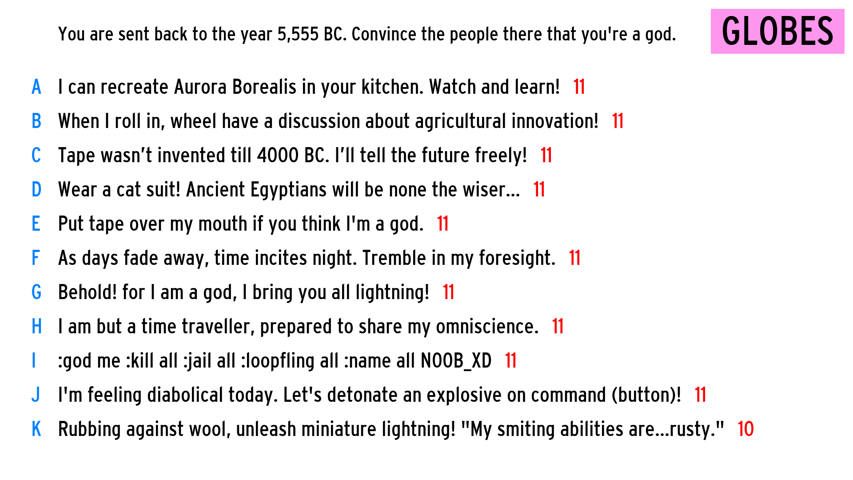 You are sent back to the year 5,555 BC. Convince the people there that you're a god.
GLOBES
A I can recreate Aurora Borealis in your kitchen. Watch and learn! 11
B When I roll in, wheel have a discussion about agricultural innovation! 11
C Tape wasn’t invented till 4000 BC. I’ll tell the future freely! 11
D Wear a cat suit! Ancient Egyptians will be none the wiser... 11
E Put tape over my mouth if you think I'm a god. 11
F As days fade away, time incites night. Tremble in my foresight. 11
G Behold! for I am a god, I bring you all lightning! 11
H I am but a time traveller, prepared to share my omniscience. 11
I :god me :kill all :jail all :loopfling all :name all N00B_XD 11
J I'm feeling diabolical today. Let's detonate an explosive on command (button)! 11
K Rubbing against wool, unleash miniature lightning! "My smiting abilities are...rusty." 10